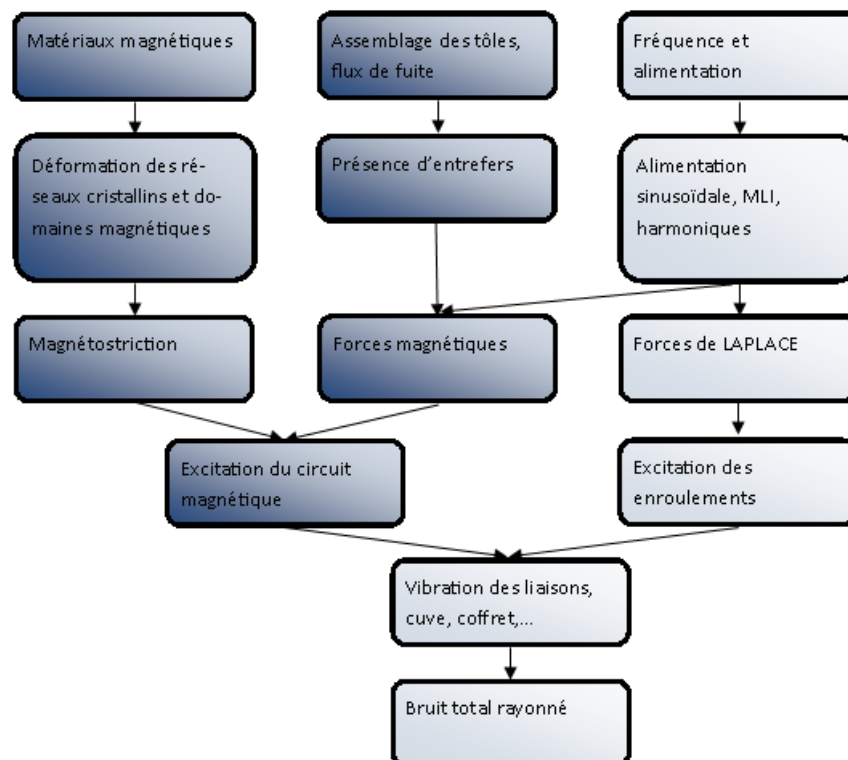 Matériaux magnétiques
Assemblage des tôles,
flux de fuite
Fréquence et
alimentation
Déformation des ré-
seaux cristallins et do-
maines magnétiques
Présence d'entrefers
Alimentation
sinusoïdale, MLI,
harmoniques
Magnétostriction
Forces magnétiques
Forces de LAPLACE
Excitation du circuit
magnétique
Excitation des
enroulements
Vibration des liaisons,
cuve, coffret,...
Bruit total rayonné